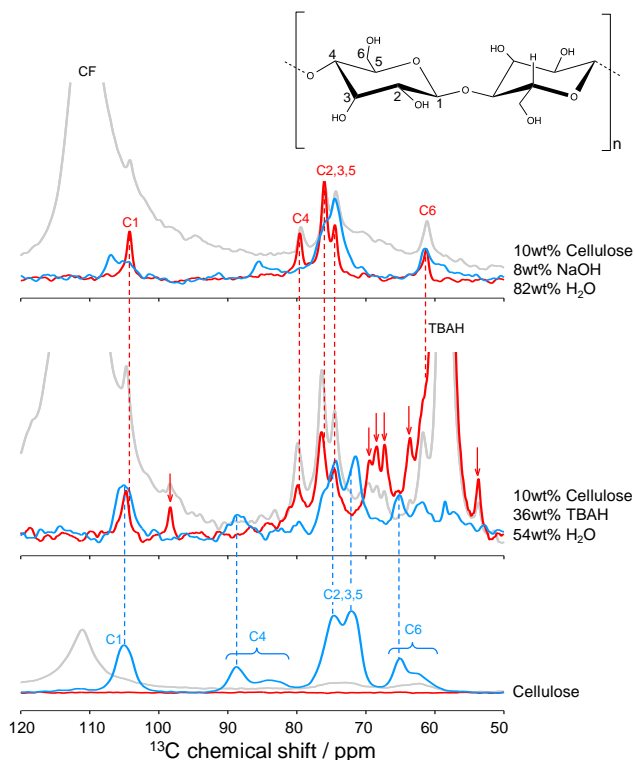 CF
OH
6
4
5
O
O
HO
3
2
OH
1
O
HO
HO
OH
H
OH
O
OH
n
C1
C4
C2,3,5
C6
10wt% Cellulose
8wt% NaOH
82wt% H₂O
TBAH
10wt% Cellulose
36wt% TBAH
54wt% H₂O
C1
C4
C2,3,5
C6
Cellulose
120 110 100 90 80 70 60 50
¹³C chemical shift / ppm